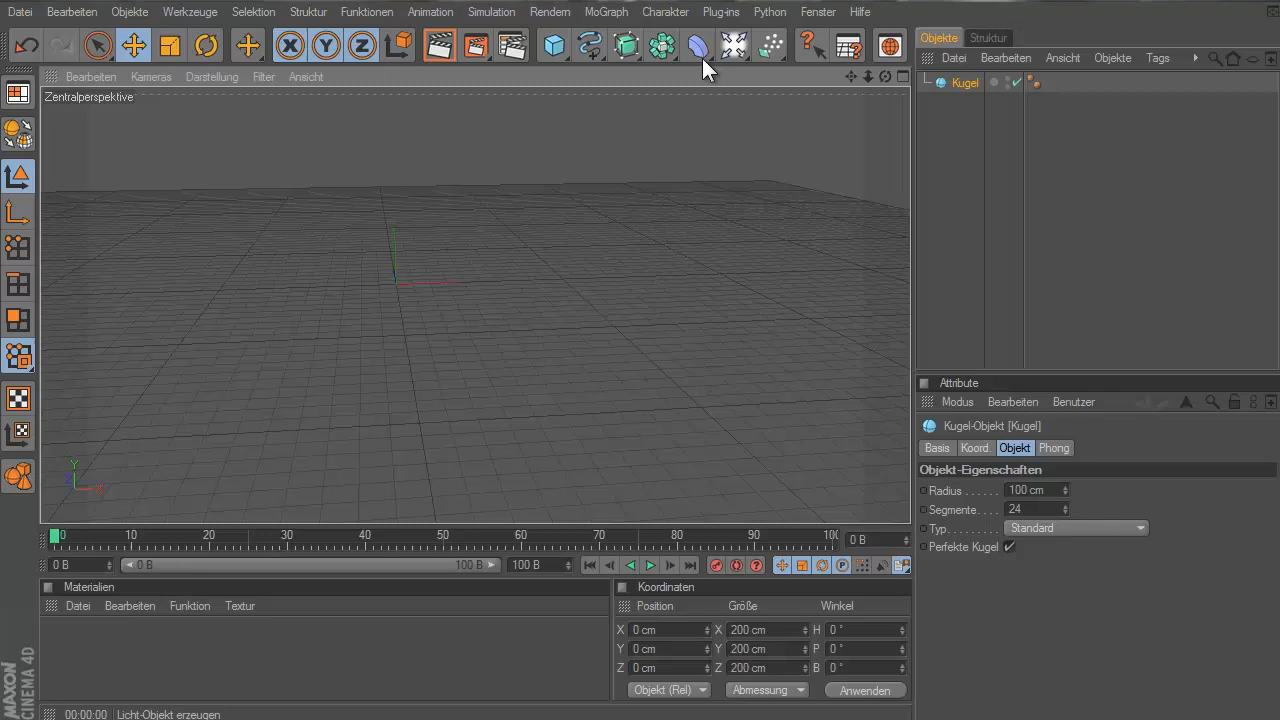 Datei Bearbeiten Objekte Werkzeuge Selektion Struktur Funktionen Animation Simulation Rendern MoGraph Charakter Plug-ins Python Fenster Hilfe
X Y Z
Objekte Struktur
Datei Bearbeiten Ansicht Objekte Tags
Bearbeiten Kameras Darstellung Filter Ansicht
Kugel
Zentralperspektive
Y
Z
X
Attribute
Modus Bearbeiten Benutzer
Kugel-Objekt [Kugel]
Basis Koord. Objekt Phong
Objekt-Eigenschaften
Radius . . . . . . 100 cm
Segmente. . . . 24
Typ. . . . . . . . . Standard
Perfekte Kugel
0 10 20 30 40 50 60 70 80 90 10
0 B
0 B 0 B 100 B 100 B
P
Materialien
Datei Bearbeiten Funktion Textur
Koordinaten
Position Größe Winkel
X 0 cm X 200 cm H 0 °
Y 0 cm Y 200 cm P 0 °
Z 0 cm Z 200 cm B 0 °
Objekt (Rel) Abmessung Anwenden
MAXON
CINEMA 4D
00:00:00 Licht-Objekt erzeugen